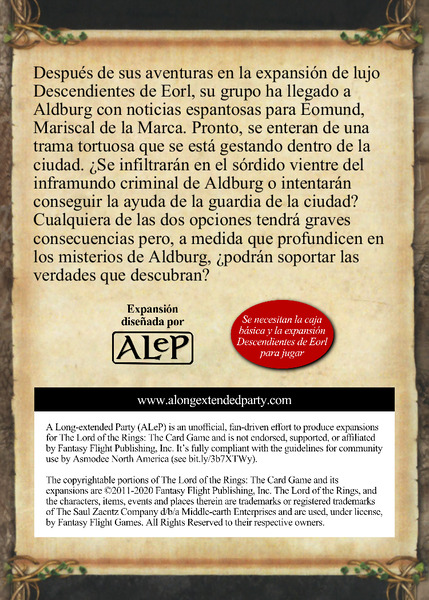 Después de sus aventuras en la expansión de lujo
Descendientes de Eorl, su grupo ha llegado a
Aldburg con noticias espantosas para Eomund,
Mariscal de la Marca. Pronto, se enteran de una
trama tortuosa que se está gestando dentro de la
ciudad. ¿Se infiltrarán en el sórdido vientre del
inframundo criminal de Aldburg o intentarán
conseguir la ayuda de la guardia de la ciudad?
Cualquiera de las dos opciones tendrá graves
consecuencias pero, a medida que profundicen en
los misterios de Aldburg, ¿podrán soportar las
verdades que descubran?
Expansión
diseñada por
ALeP
Se necesitan la caja
básica y la expansión
Descendientes de Eorl
para jugar
www.alongextendedparty.com
A Long-extended Party (ALeP) is an unofficial, fan-driven effort to produce expansions
for The Lord of the Rings: The Card Game and is not endorsed, supported, or affiliated
by Fantasy Flight Publishing, Inc. It's fully compliant with the guidelines for community
use by Asmodee North America (see bit.ly/3b7XTWy).
The copyrightable portions of The Lord of the Rings: The Card Game and its
expansions are ©2011-2020 Fantasy Flight Publishing, Inc. The Lord of the Rings, and
the characters, items, events and places therein are trademarks or registered trademarks
of The Saul Zaentz Company d/b/a Middle-earth Enterprises and are used, under license,
by Fantasy Flight Games. All Rights Reserved to their respective owners.